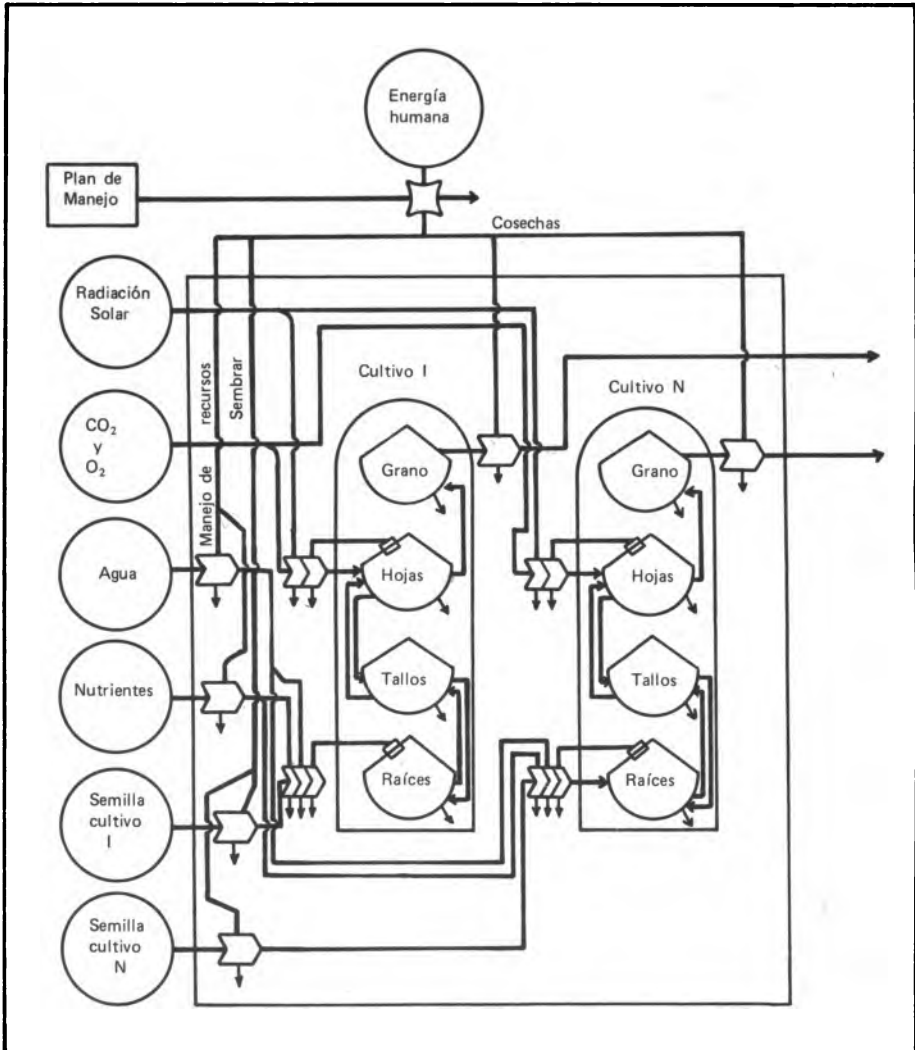 Energía
humana
Plan de
Manejo
Cosechas
Radiación
Solar
Manejo de recursos
Sembrar
Cultivo I
Cultivo N
CO₂
y
O₂
Grano
Grano
Agua
Hojas
Hojas
Nutrientes
Tallos
Tallos
Semilla
cultivo
I
Raíces
Raíces
Semilla
cultivo
N